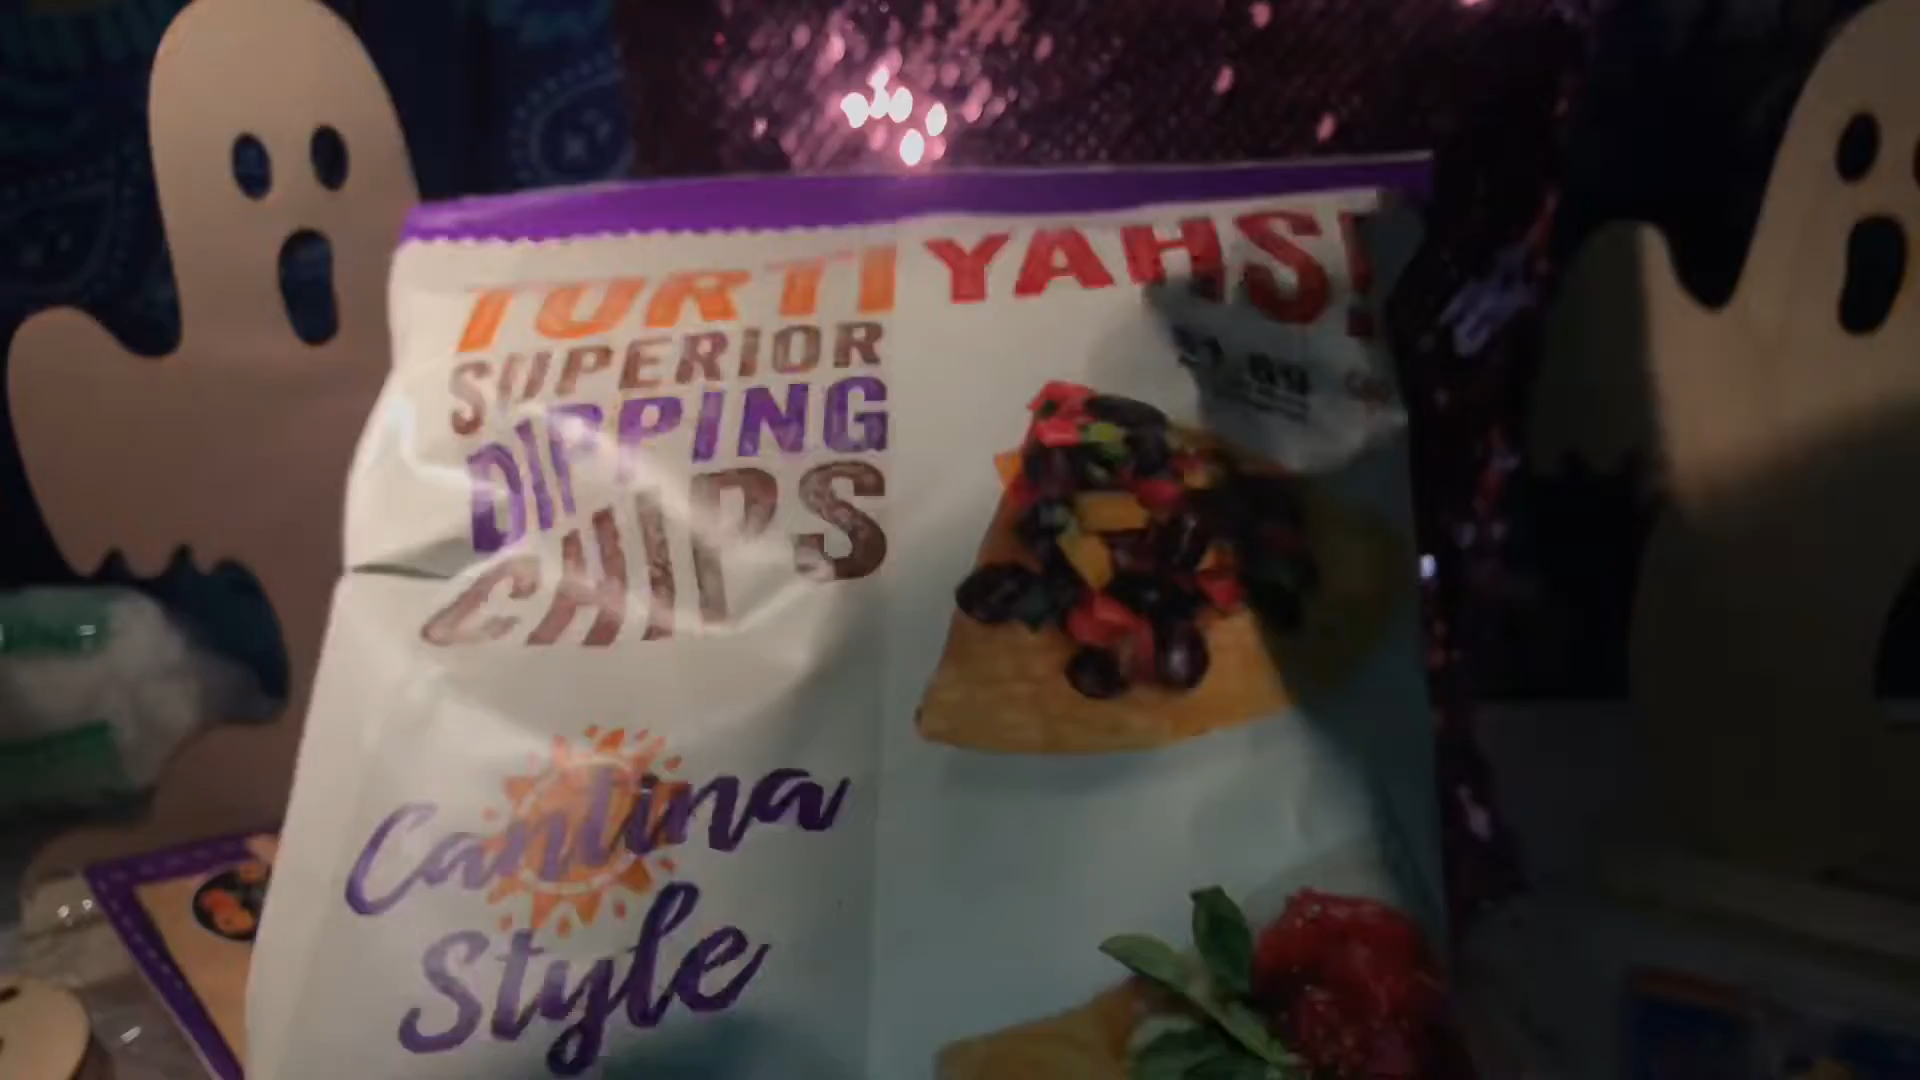 TORTIYAHS!
SUPERIOR
DIPPING
CHIPS
Cantina
Style